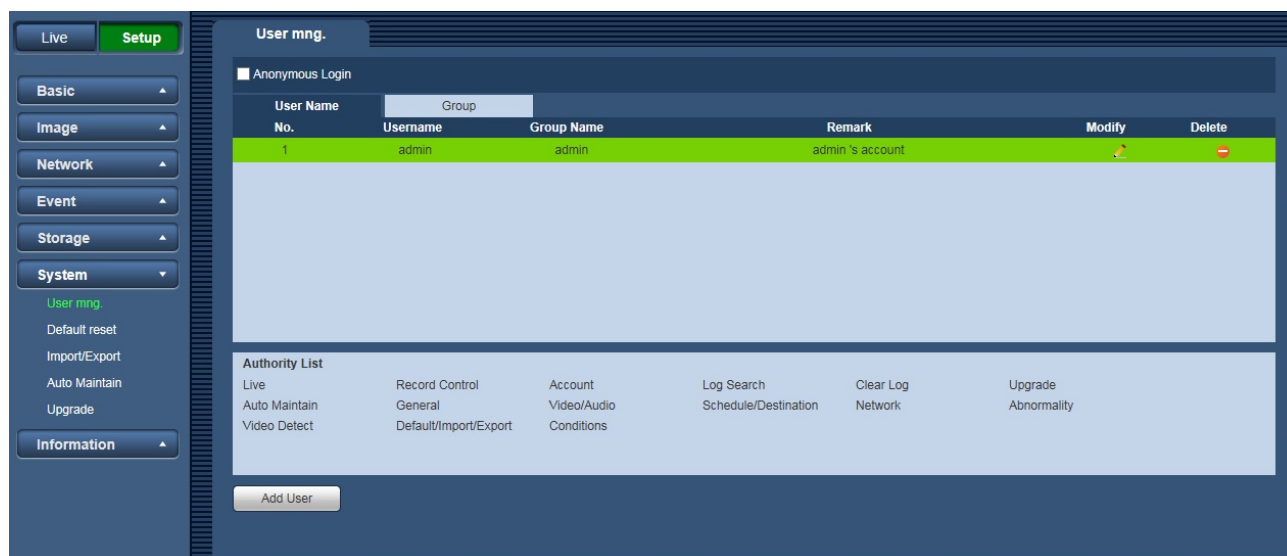 Live Setup
User mng.
Anonymous Login
Basic
Image
Network
Event
Storage
System
User mng.
Default reset
Import/Export
Auto Maintain
Upgrade
Information
User Name Group
No. Username Group Name Remark Modify Delete
1 admin admin admin 's account
Authority List
Live Record Control Account Log Search Clear Log Upgrade
Auto Maintain General Video/Audio Schedule/Destination Network Abnormality
Video Detect Default/Import/Export Conditions
Add User